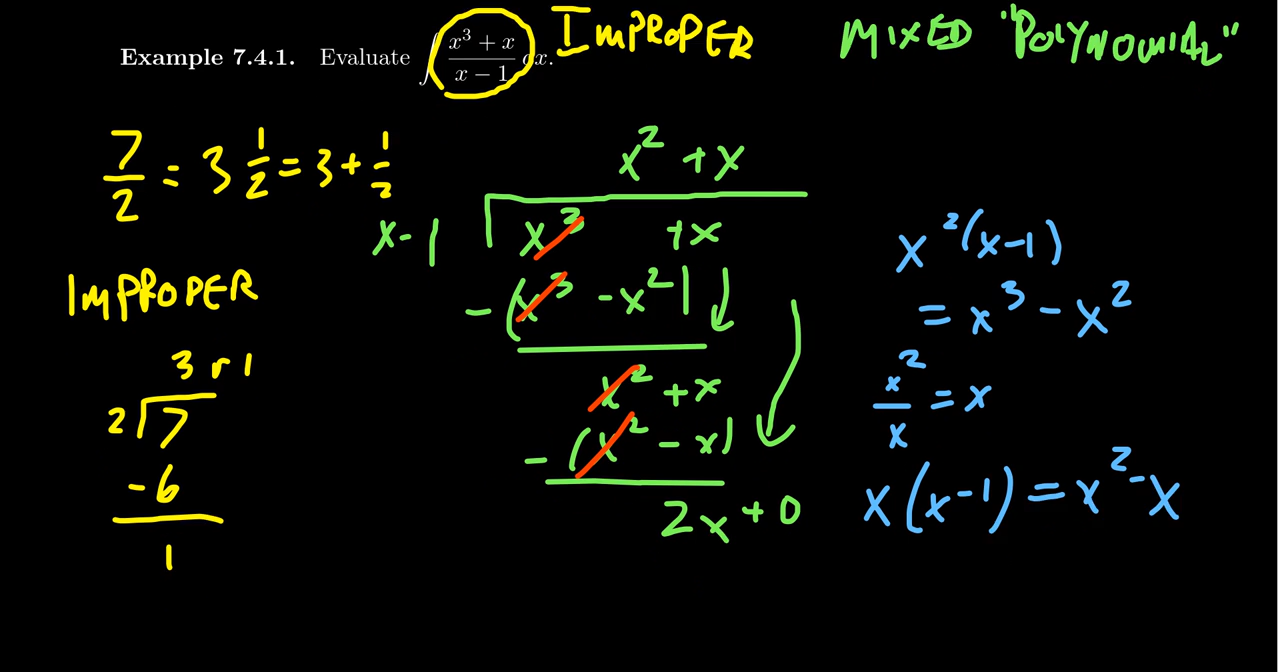 Example 7.4.1. Evaluate ∫ (x³ + x)/(x − 1) dx. IMPROPER
MIXED "POLYNOMIAL"
7/2 = 3 1/2 = 3 + 1/2
IMPROPER
3 r 1
2 7
- 6
1
x² + x
x - 1 x³ + x
- (x³ - x²)
x² + x
- (x² - x)
2x + 0
x²(x-1)
= x³ - x²
x²/x = x
x(x-1) = x² - x